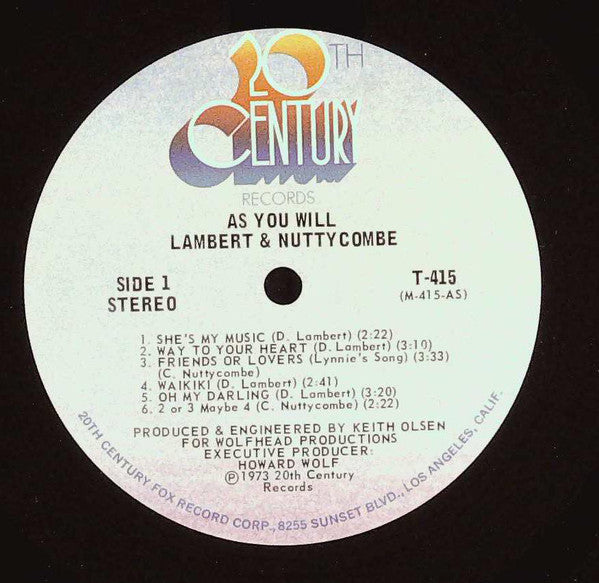 20TH
CENTURY
RECORDS
AS YOU WILL
LAMBERT & NUTTYCOMBE
SIDE 1
STEREO
T-415
(M-415-AS)
1. SHE'S MY MUSIC (D. Lambert) (2:22)
2. WAY TO YOUR HEART (D. Lambert) (3:10)
3. FRIENDS OR LOVERS (Lynnie's Song) (3:33)
(C. Nuttycombe)
4. WAIKIKI (D. Lambert) (2:41)
5. OH MY DARLING (D. Lambert) (3:20)
6. 2 or 3 Maybe 4 (C. Nuttycombe) (2:22)
PRODUCED & ENGINEERED BY KEITH OLSEN
FOR WOLFHEAD PRODUCTIONS
EXECUTIVE PRODUCER:
HOWARD WOLF
Ⓟ1973 20th Century
Records
20TH CENTURY FOX RECORD CORP., 8255 SUNSET BLVD., LOS ANGELES, CALIF.